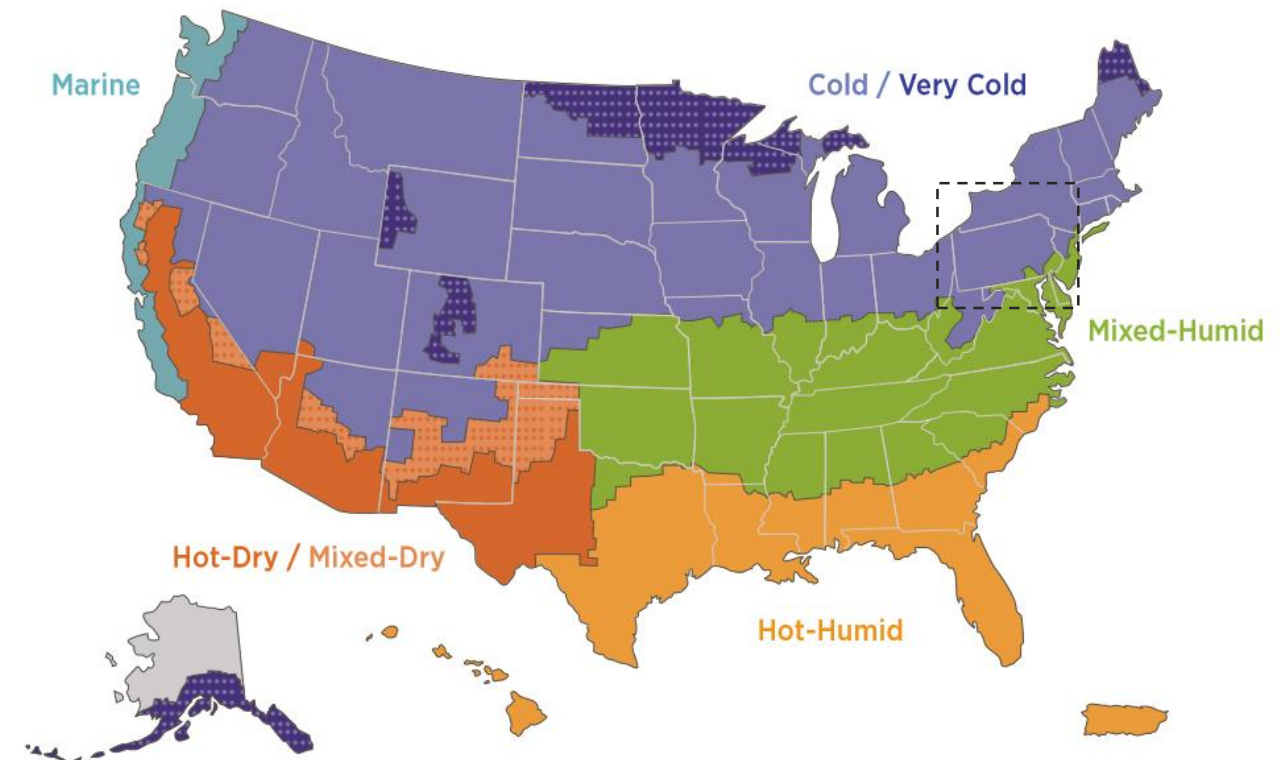 Marine
Cold / Very Cold
Mixed-Humid
Hot-Dry / Mixed-Dry
Hot-Humid